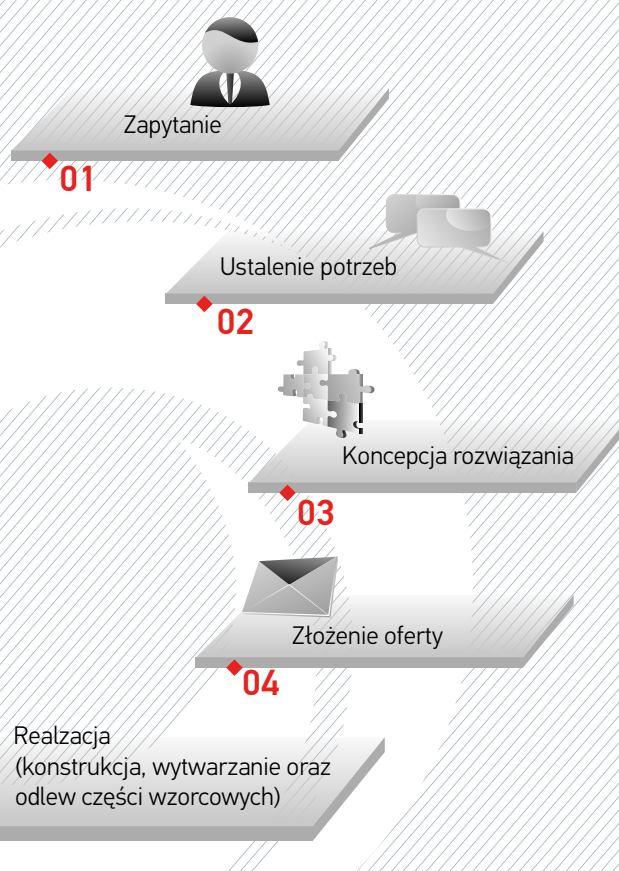 Zapytanie
01
Ustalenie potrzeb
02
Koncepcja rozwiązania
03
Złożenie oferty
04
Realzacja
(konstrukcja, wytwarzanie oraz
odlew części wzorcowych)